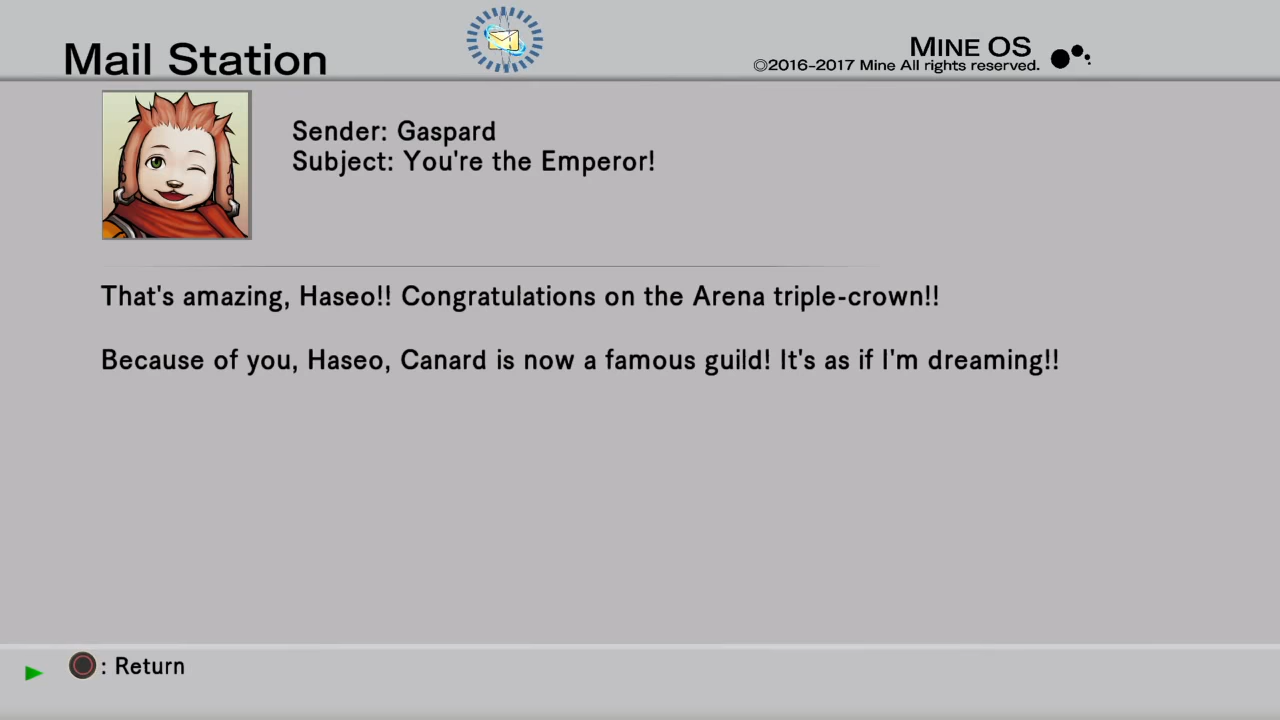 Mail Station
MINE OS
©2016-2017 Mine All rights reserved.
Sender: Gaspard
Subject: You're the Emperor!
That's amazing, Haseo!! Congratulations on the Arena triple-crown!!
Because of you, Haseo, Canard is now a famous guild! It's as if I'm dreaming!!
: Return